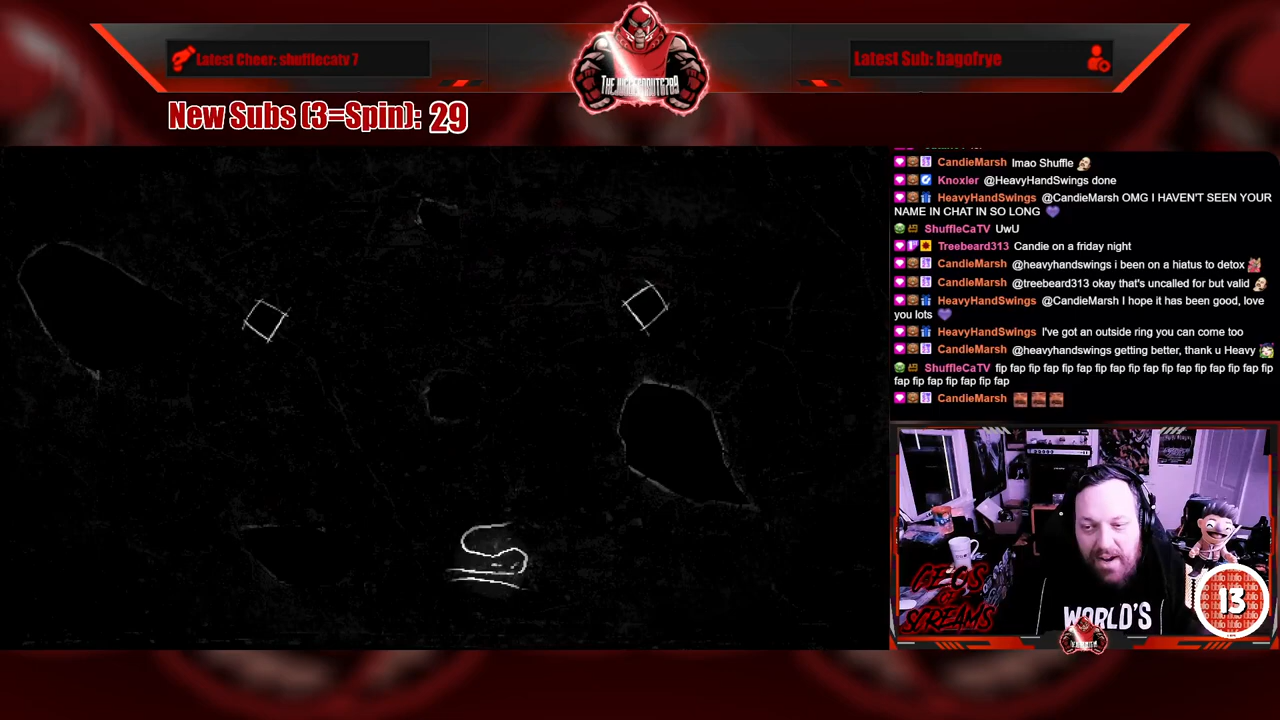 Latest Cheer: shufflecatv 7
THEJUGGERNAUT6789
Latest Sub: bagofrye
New Subs (3=Spin): 29
CandieMarsh lmao Shuffle
Knoxler @HeavyHandSwings done
HeavyHandSwings @CandieMarsh OMG I HAVEN'T SEEN YOUR
NAME IN CHAT IN SO LONG
ShuffleCaTV UwU
Treebeard313 Candie on a friday night
CandieMarsh @heavyhandswings i been on a hiatus to detox
CandieMarsh @treebeard313 okay that's uncalled for but valid
HeavyHandSwings @CandieMarsh I hope it has been good, love
you lots
HeavyHandSwings I've got an outside ring you can come too
CandieMarsh @heavyhandswings getting better, thank u Heavy
ShuffleCaTV fip fap fip fap fip fap fip fap fip fap fip fap fip fap fip fap fip
fap fip fap fip fap fip fap
CandieMarsh
SCREAMS
WORLD'S
13